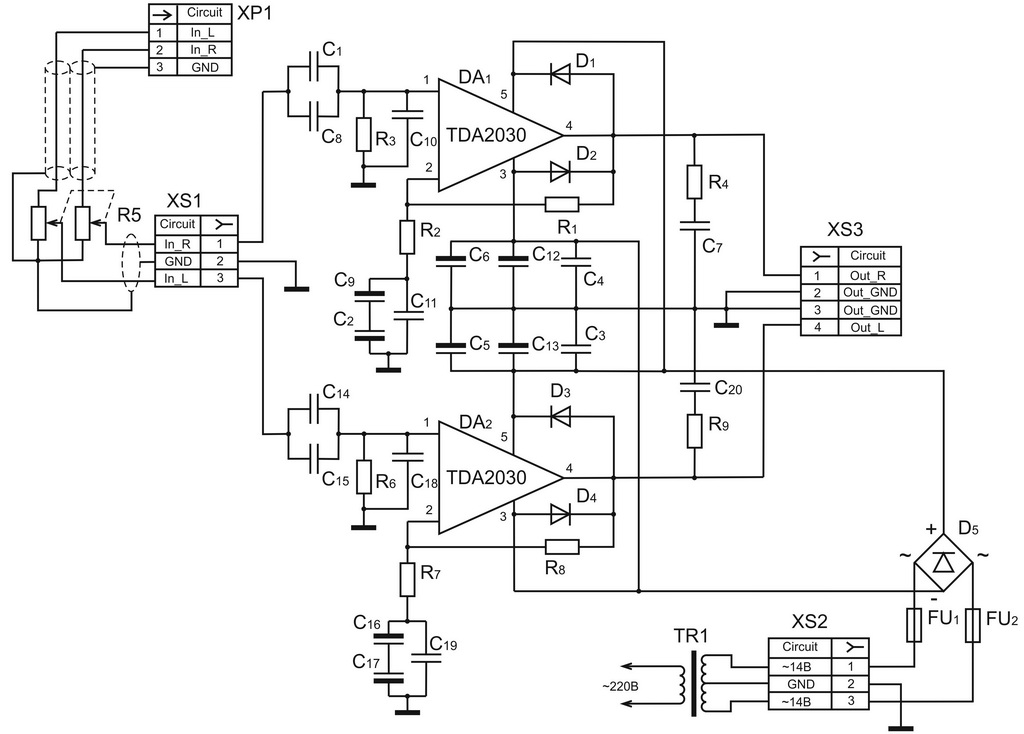 Circuit XP1
1 In_L
2 In_R
3 GND
C1
C8
1
2
DA1
TDA2030
5
4
3
D1
D2
R3
C10
R1
R2
C9
C2
C11
R4
C7
XS1
Circuit
In_R 1
GND 2
In_L 3
R5
C6
C12
C4
C5
C13
C3
XS3
Circuit
1 Out_R
2 Out_GND
3 Out_GND
4 Out_L
C20
R9
C14
C15
1
2
DA2
TDA2030
5
4
3
D3
D4
R6
C18
R8
R7
C16
C17
C19
+ D5
~ ~
-
FU1 FU2
TR1
~220В
XS2
Circuit
~14В 1
GND 2
~14В 3